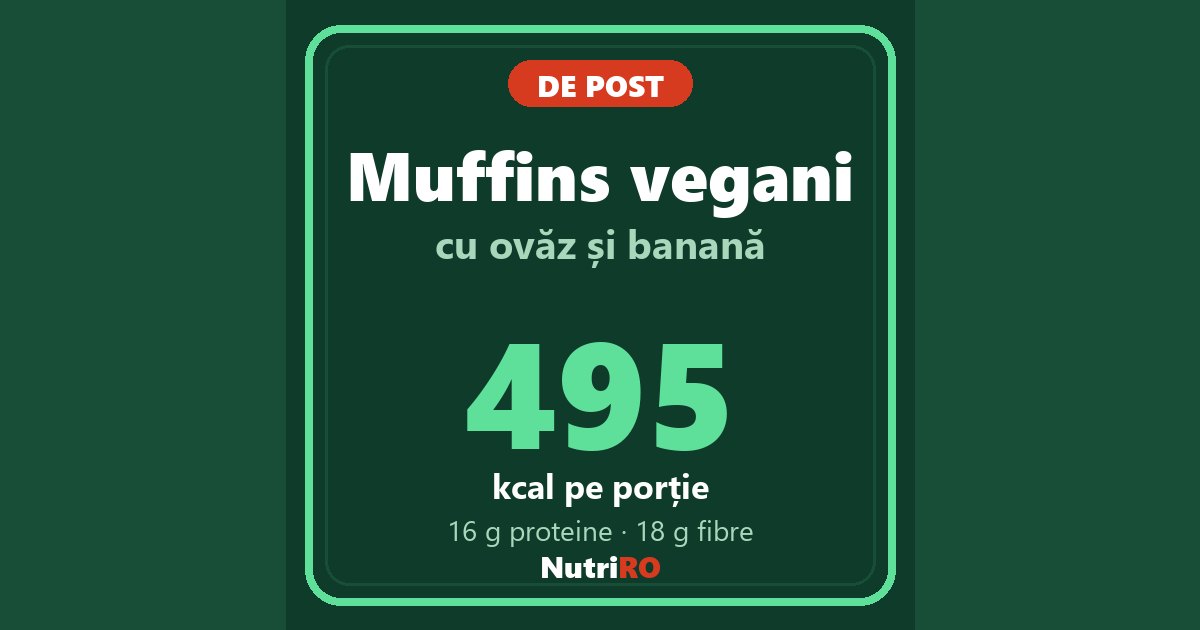 DE POST
Muffins vegani
cu ovăz și banană
495
kcal pe porție
16 g proteine · 18 g fibre
NutriRO